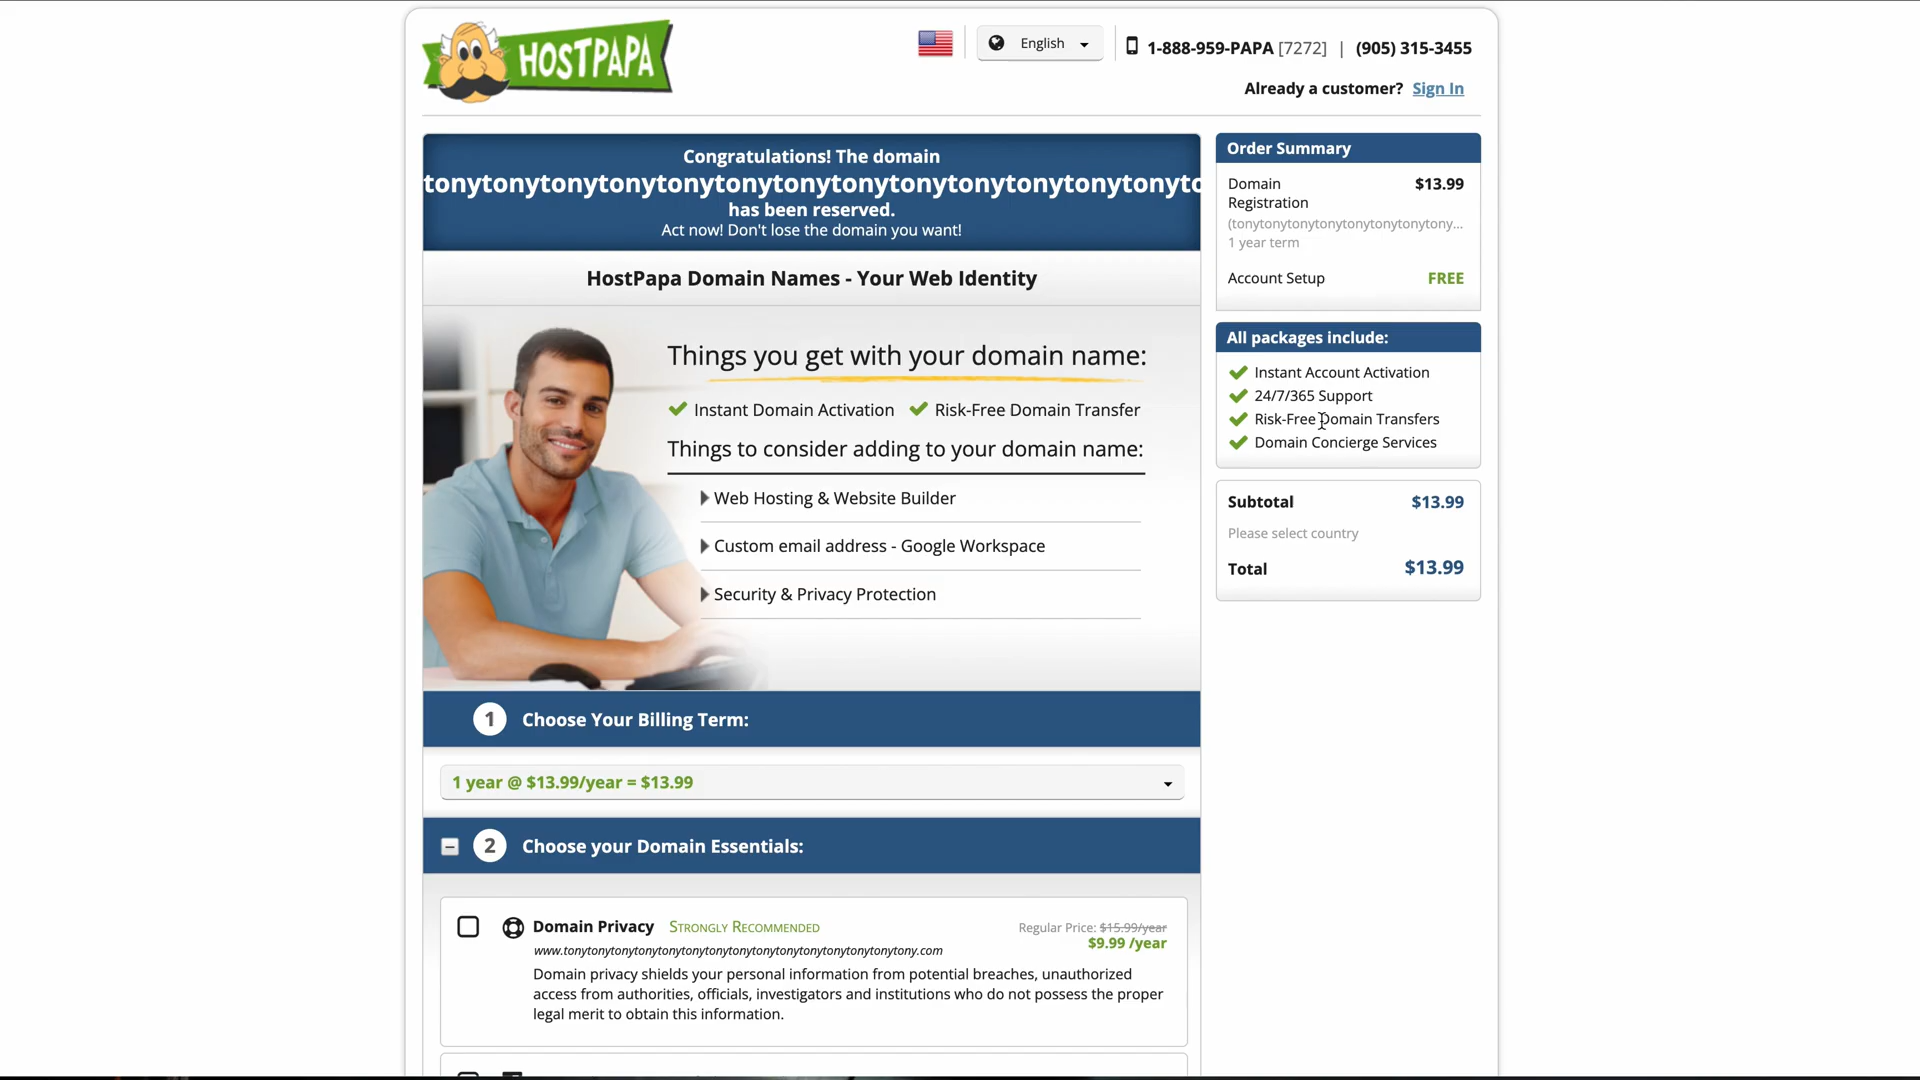 HOSTPAPA
English
1-888-959-PAPA [7272] | (905) 315-3455
Already a customer? Sign In
Congratulations! The domain
tonytonytonytonytonytonytonytonytonytonytonytonytonytc
has been reserved.
Act now! Don't lose the domain you want!
HostPapa Domain Names - Your Web Identity
Things you get with your domain name:
Instant Domain Activation Risk-Free Domain Transfer
Things to consider adding to your domain name:
Web Hosting & Website Builder
Custom email address - Google Workspace
Security & Privacy Protection
1 Choose Your Billing Term:
1 year @ $13.99/year = $13.99
2 Choose your Domain Essentials:
Domain Privacy STRONGLY RECOMMENDED Regular Price: $15.99/year
$9.99 /year
www.tonytonytonytonytonytonytonytonytonytonytonytonytonytonytony.com
Domain privacy shields your personal information from potential breaches, unauthorized
access from authorities, officials, investigators and institutions who do not possess the proper
legal merit to obtain this information.
Order Summary
Domain $13.99
Registration
(tonytonytonytonytonytonytonytony...
1 year term
Account Setup FREE
All packages include:
Instant Account Activation
24/7/365 Support
Risk-Free Domain Transfers
Domain Concierge Services
Subtotal $13.99
Please select country
Total $13.99